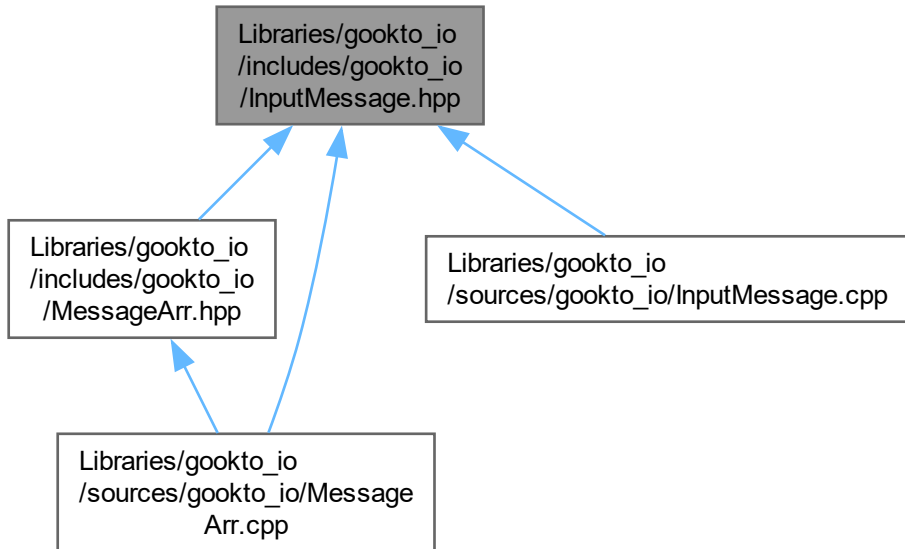 Libraries/gookto_io
/includes/gookto_io
/InputMessage.hpp
Libraries/gookto_io
/includes/gookto_io
/MessageArr.hpp
Libraries/gookto_io
/sources/gookto_io/InputMessage.cpp
Libraries/gookto_io
/sources/gookto_io/Message
Arr.cpp